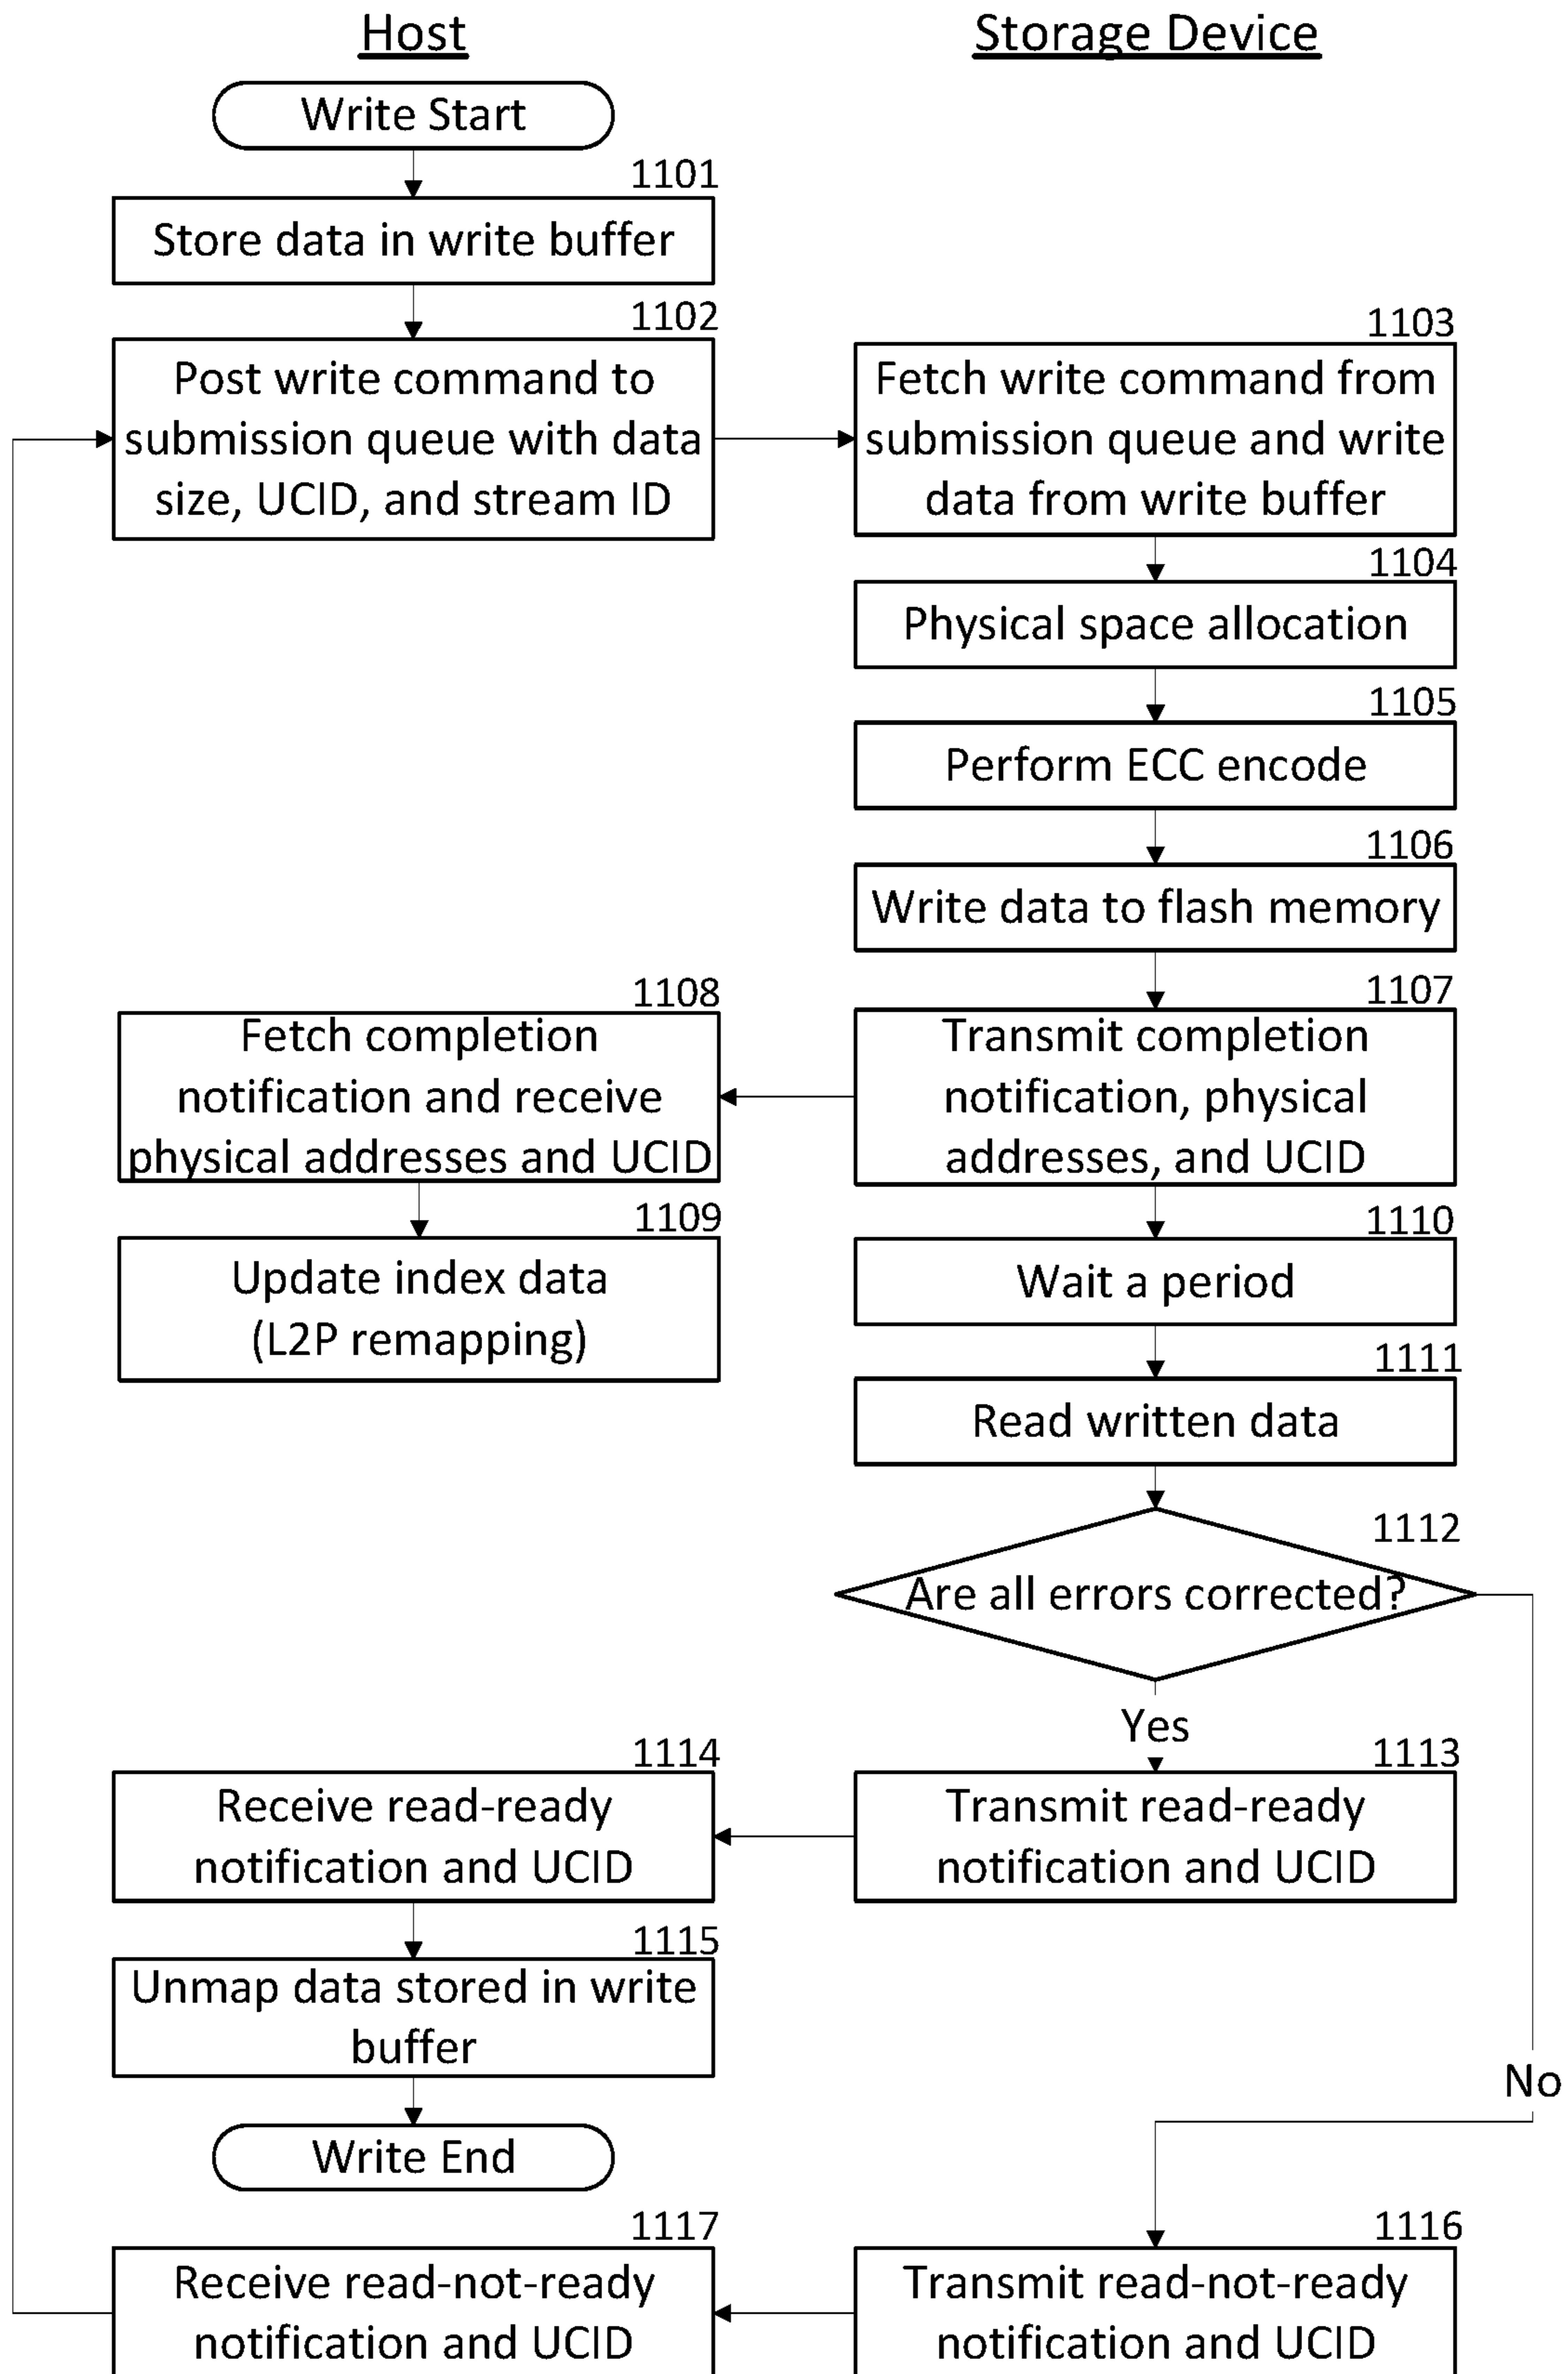 Host
Storage Device
Write Start
1101
Store data in write buffer
1102
Post write command to
submission queue with data
size, UCID, and stream ID
1103
Fetch write command from
submission queue and write
data from write buffer
1104
Physical space allocation
1105
Perform ECC encode
1106
Write data to flash memory
1107
Transmit completion
notification, physical
addresses, and UCID
1108
Fetch completion
notification and receive
physical addresses and UCID
1109
Update index data
(L2P remapping)
1110
Wait a period
1111
Read written data
1112
Are all errors corrected?
Yes
1113
Transmit read-ready
notification and UCID
1114
Receive read-ready
notification and UCID
1115
Unmap data stored in write
buffer
Write End
No
1116
Transmit read-not-ready
notification and UCID
1117
Receive read-not-ready
notification and UCID